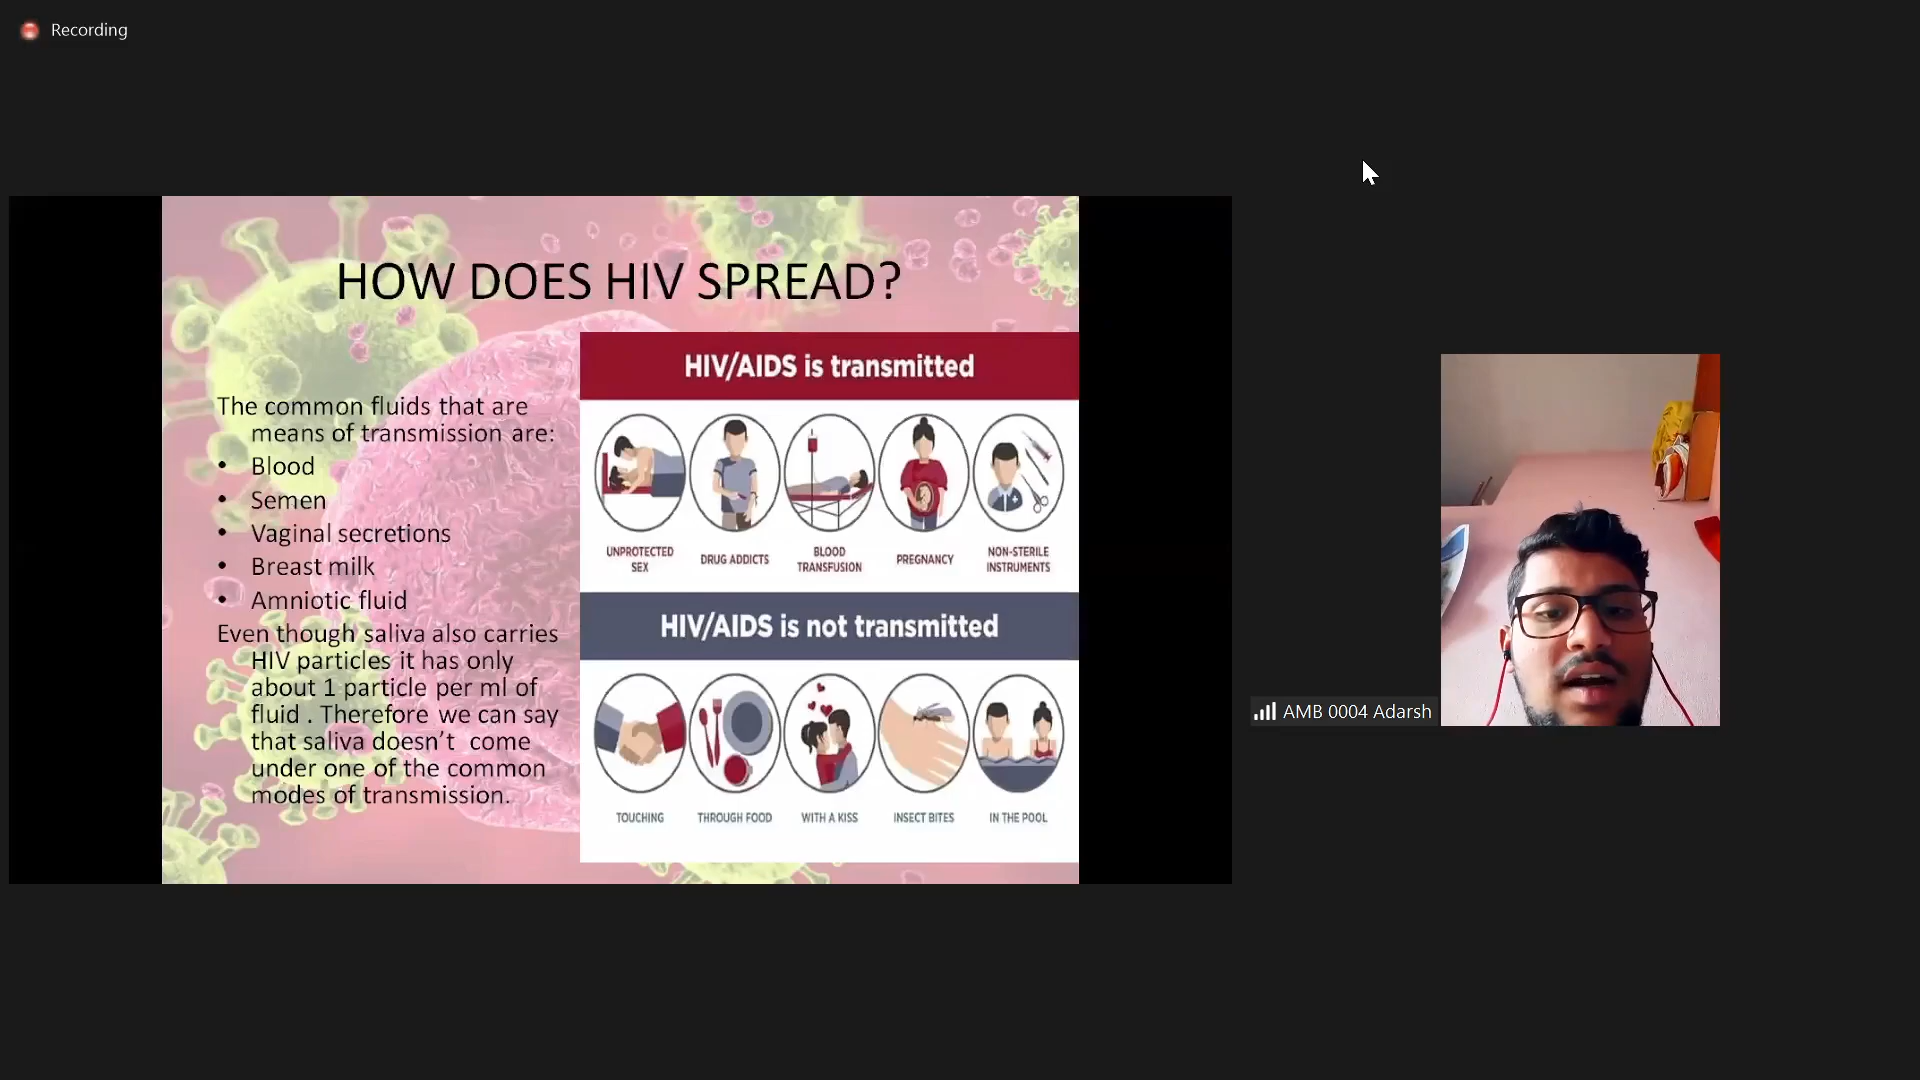 Recording
HOW DOES HIV SPREAD?
The common fluids that are
means of transmission are:
• Blood
• Semen
• Vaginal secretions
• Breast milk
• Amniotic fluid
Even though saliva also carries
HIV particles it has only
about 1 particle per ml of
fluid . Therefore we can say
that saliva doesn’t come
under one of the common
modes of transmission.
HIV/AIDS is transmitted
UNPROTECTED
SEX
DRUG ADDICTS
BLOOD
TRANSFUSION
PREGNANCY
NON-STERILE
INSTRUMENTS
HIV/AIDS is not transmitted
TOUCHING
THROUGH FOOD
WITH A KISS
INSECT BITES
IN THE POOL
AMB 0004 Adarsh